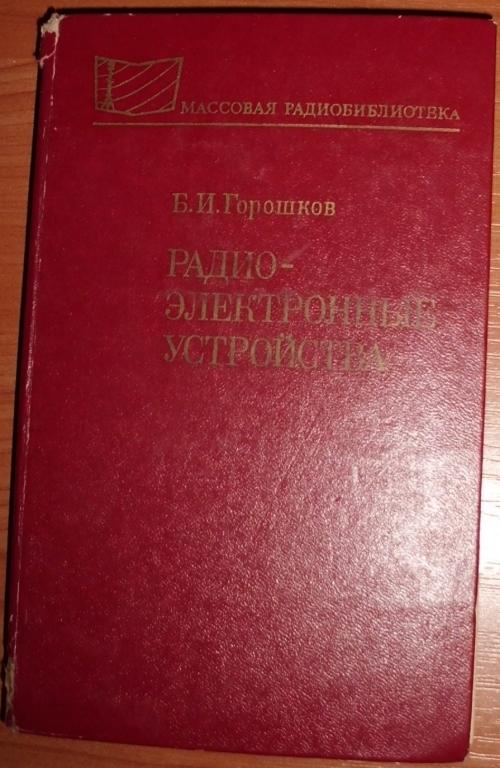 МАССОВАЯ РАДИОБИБЛИОТЕКА
Б.И.Горошков
РАДИО-
ЭЛЕКТРОННЫЕ
УСТРОЙСТВА